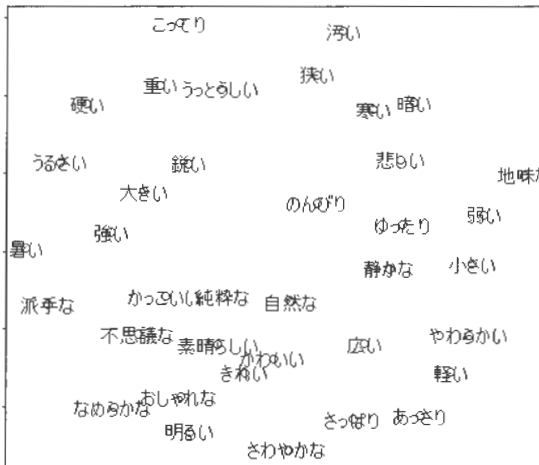 こってり
汚い
狭い
重い
うっとうしい
硬い
寒い
暗い
うるさい
鋭い
悲しい
地味な
大きい
のんびり
弱い
ゆったり
強い
暑い
静かな
小さい
かっこいい
純粋な
自然な
派手な
不思議な
素晴らしい
広い
やわらかい
かわいい
きれい
軽い
おしゃれな
なめらかな
さっぱり
あっさり
明るい
さわやかな